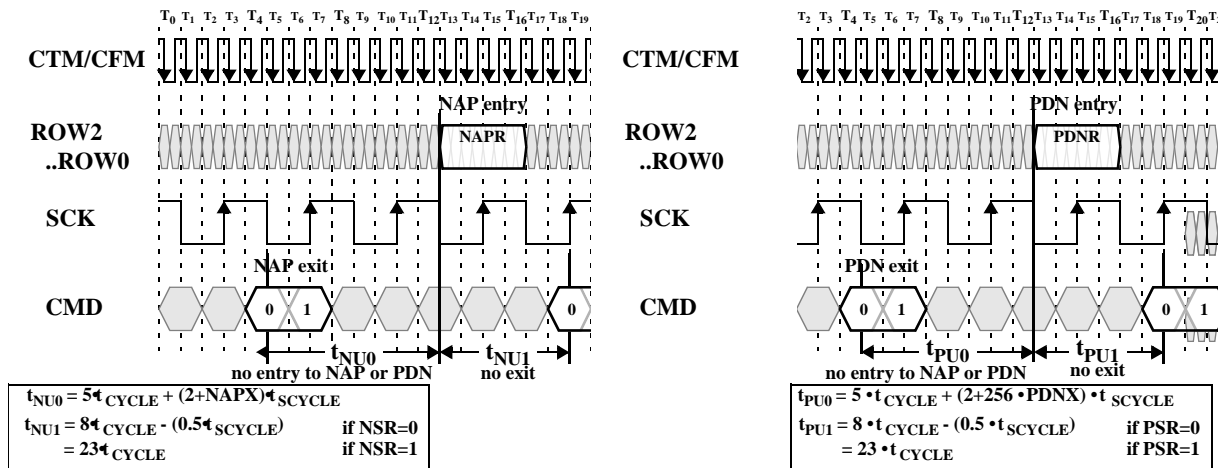 T0 T1 T2 T3 T4 T5 T6 T7 T8 T9 T10 T11 T12 T13 T14 T15 T16 T17 T18 T19
CTM/CFM
NAP entry
ROW2
..ROW0
NAPR
SCK
NAP exit
CMD
0 1 0
tNU0 tNU1
no entry to NAP or PDN no exit
tNU0 = 5•tCYCLE + (2+NAPX)•tSCYCLE
tNU1 = 8•tCYCLE - (0.5•tSCYCLE) if NSR=0
= 23•tCYCLE if NSR=1
T2 T3 T4 T5 T6 T7 T8 T9 T10 T11 T12 T13 T14 T15 T16 T17 T18 T19 T20
CTM/CFM
PDN entry
ROW2
..ROW0
PDNR
SCK
PDN exit
CMD
0 1 0 1
tPU0 tPU1
no entry to NAP or PDN no exit
tPU0 = 5 • tCYCLE + (2+256 • PDNX) • tSCYCLE
tPU1 = 8 • tCYCLE - (0.5 • tSCYCLE) if PSR=0
= 23 • tCYCLE if PSR=1